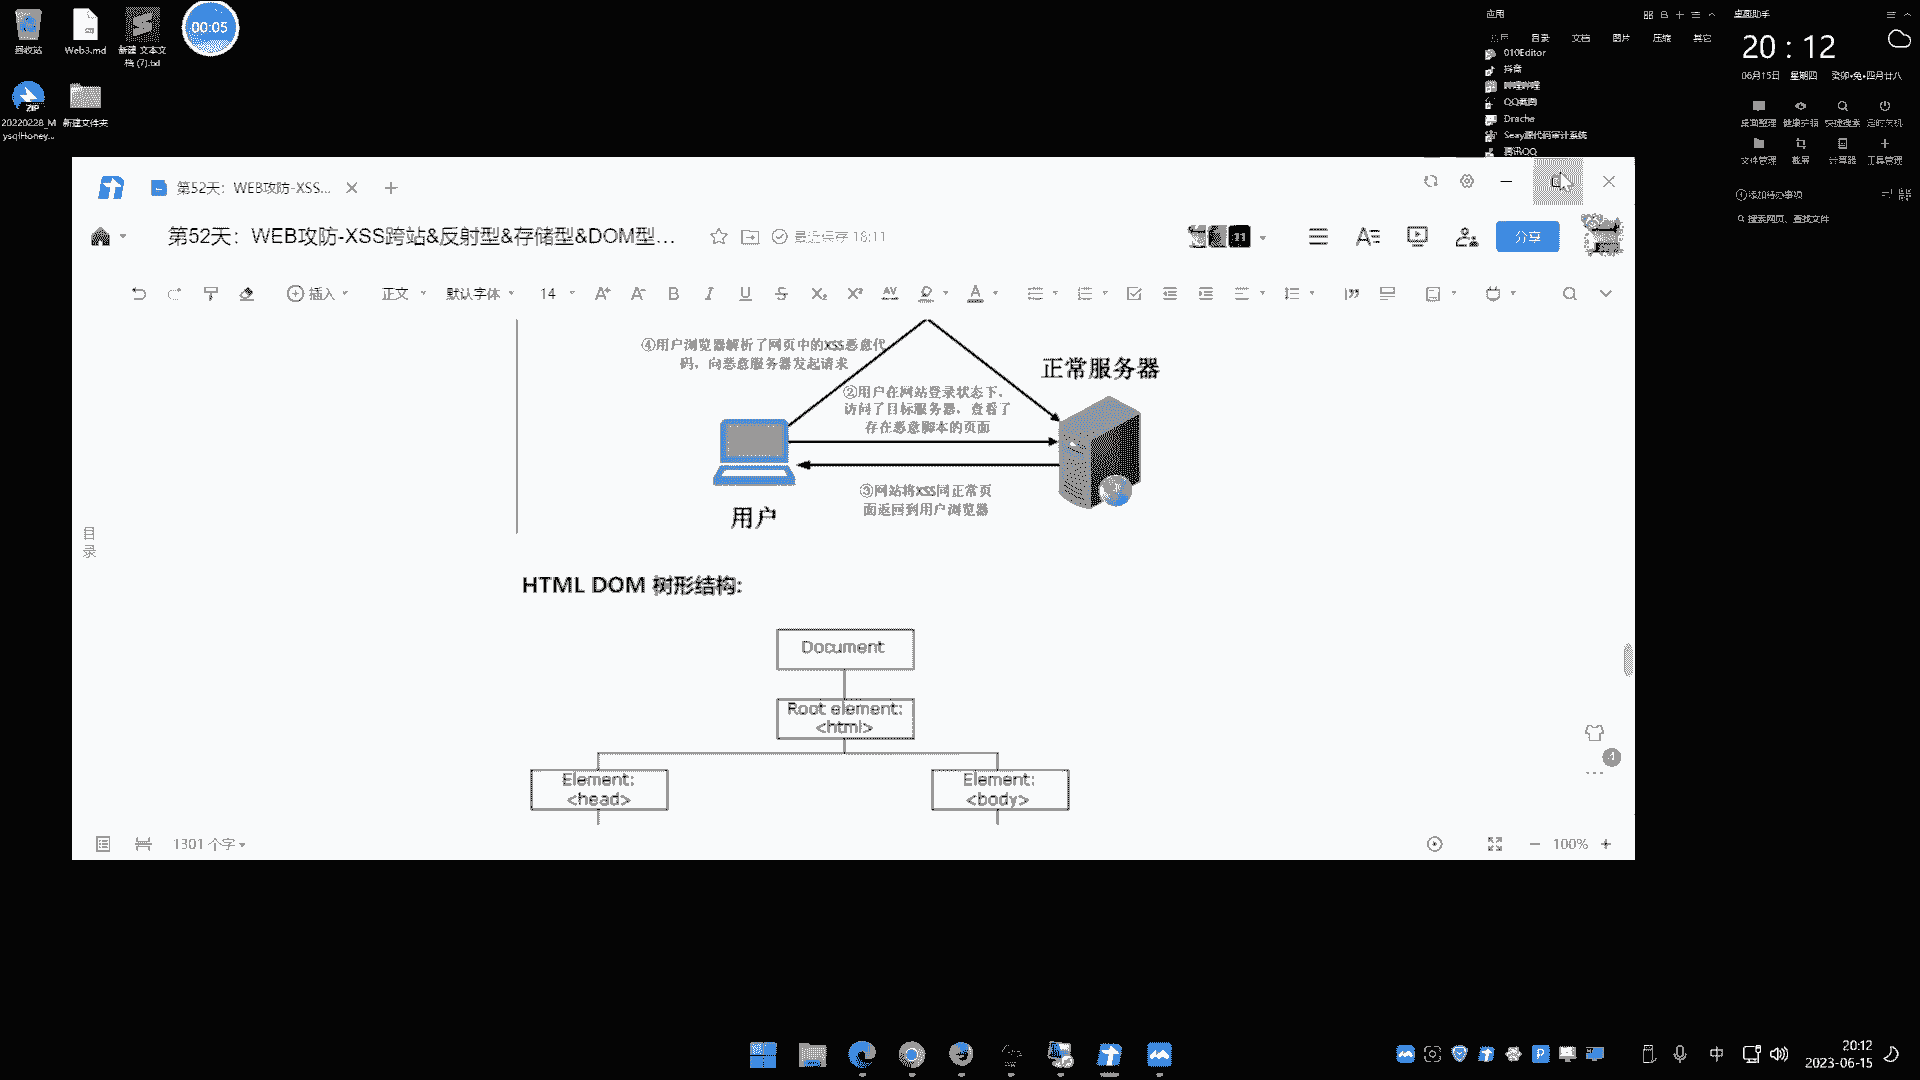 回收站
Web3.md
新建 文本文
档 (7).txt
00:05
20220228_M
ysqlHoney...
新建文件夹
应用
目录
文档
图片
压缩
其它
010Editor
抖音
哔哩哔哩
QQ截图
Drache
Seay源代码审计系统
腾讯QQ
桌面助手
20 : 12
06月15日 星期四 癸卯•兔•四月廿八
桌面整理 健康护眼 快捷搜索 定时关机
文件管理 截屏 计算器 工具管理
添加待办事项
搜索网页、查找文件
第52天：WEB攻防-XSS...
第52天：WEB攻防-XSS跨站&反射型&存储型&DOM型...
最近保存 18:11
11
分享
插入
正文
默认字体
14
④用户浏览器解析了网页中的XSS恶意代
码，向恶意服务器发起请求
正常服务器
②用户在网站登录状态下，
访问了目标服务器，查看了
存在恶意脚本的页面
③网站将XSS同正常页
面返回到用户浏览器
用户
目
录
HTML DOM 树形结构:
Document
Root element:
<html>
Element:
<head>
Element:
<body>
4
1301 个字
100%
中
20:12
2023-06-15